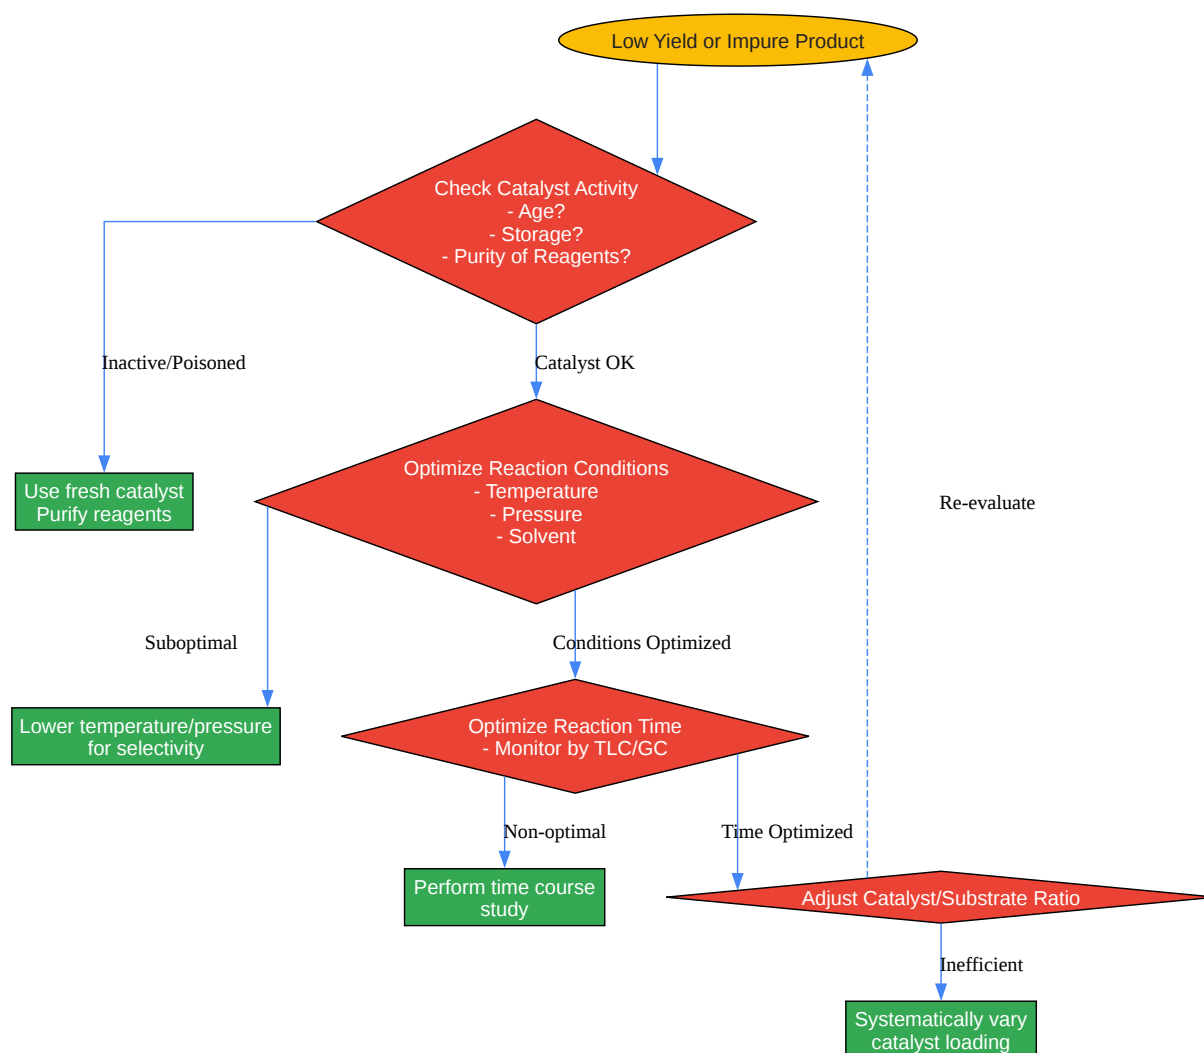 Low Yield or Impure Product
Check Catalyst Activity
- Age?
- Storage?
- Purity of Reagents?
Inactive/Poisoned
Catalyst OK
Use fresh catalyst
Purify reagents
Optimize Reaction Conditions
- Temperature
- Pressure
- Solvent
Re-evaluate
Suboptimal
Conditions Optimized
Lower temperature/pressure
for selectivity
Optimize Reaction Time
- Monitor by TLC/GC
Non-optimal
Time Optimized
Perform time course
study
Adjust Catalyst/Substrate Ratio
Inefficient
Systematically vary
catalyst loading